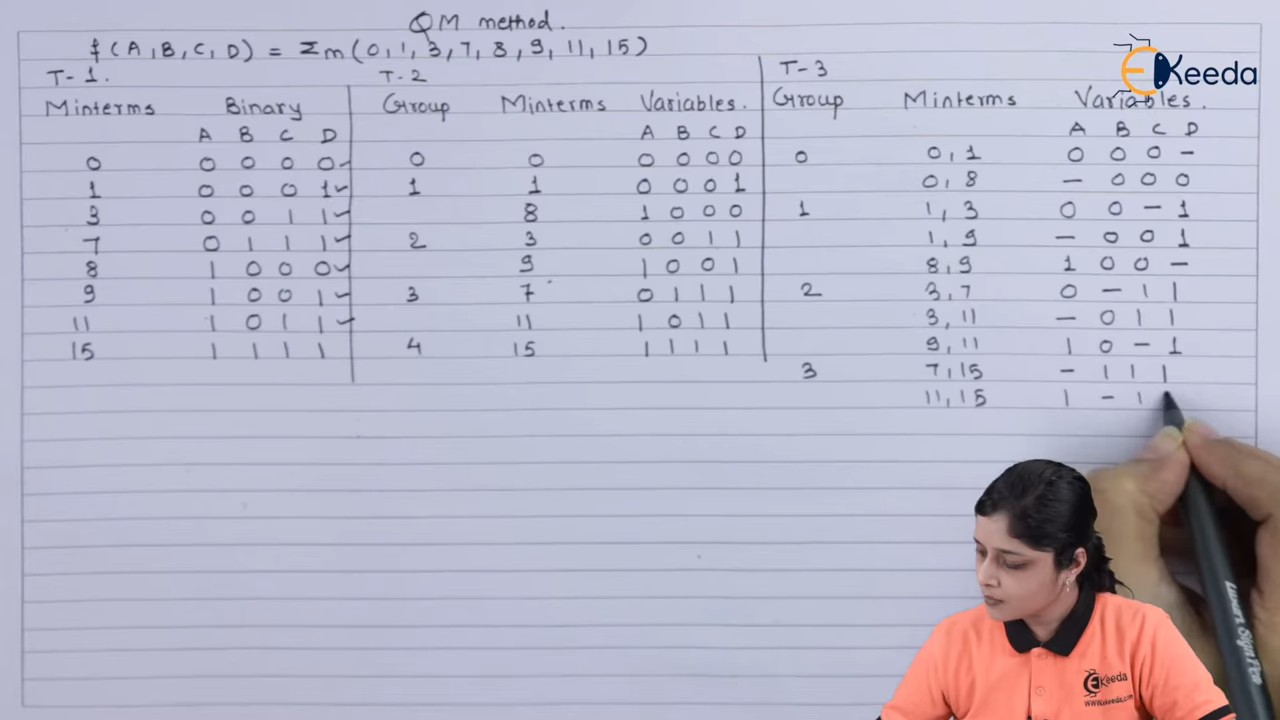 QM method.
f(A,B,C,D) = Σm(0,1,3,7,8,9,11,15)
T-1. T-2 T-3
Minterms Binary Group Minterms Variables. Group Minterms Variables.
A B C D A B C D A B C D
0 0 0 0 0 ✓ 0 0 0 0 0 0 0 0,1 0 0 0 -
1 0 0 0 1 ✓ 1 1 0 0 0 1 0,8 - 0 0 0
3 0 0 1 1 ✓ 8 1 0 0 0 1 1,3 0 0 - 1
7 0 1 1 1 ✓ 2 3 0 0 1 1 1,9 - 0 0 1
8 1 0 0 0 ✓ 9 1 0 0 1 8,9 1 0 0 -
9 1 0 0 1 ✓ 3 7 0 1 1 1 2 3,7 0 - 1 1
11 1 0 1 1 ✓ 11 1 0 1 1 3,11 - 0 1 1
15 1 1 1 1 4 15 1 1 1 1 9,11 1 0 - 1
3 7,15 - 1 1 1
11,15 1 - 1
EKeeda
EKeeda
www.ekeeda.com